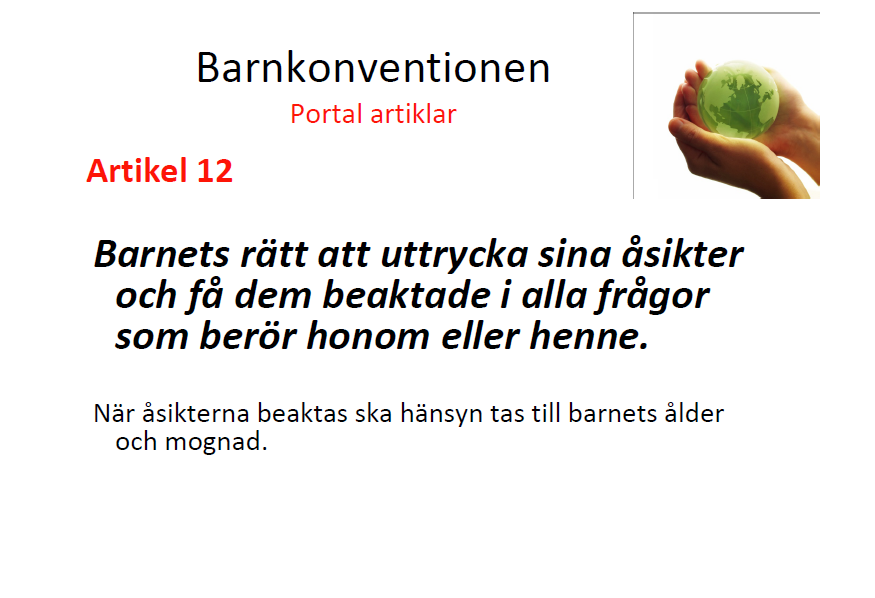 Barnkonventionen
Portal artiklar
Artikel 12
Barnets rätt att uttrycka sina åsikter
och få dem beaktade i alla frågor
som berör honom eller henne.
När åsikterna beaktas ska hänsyn tas till barnets ålder
och mognad.